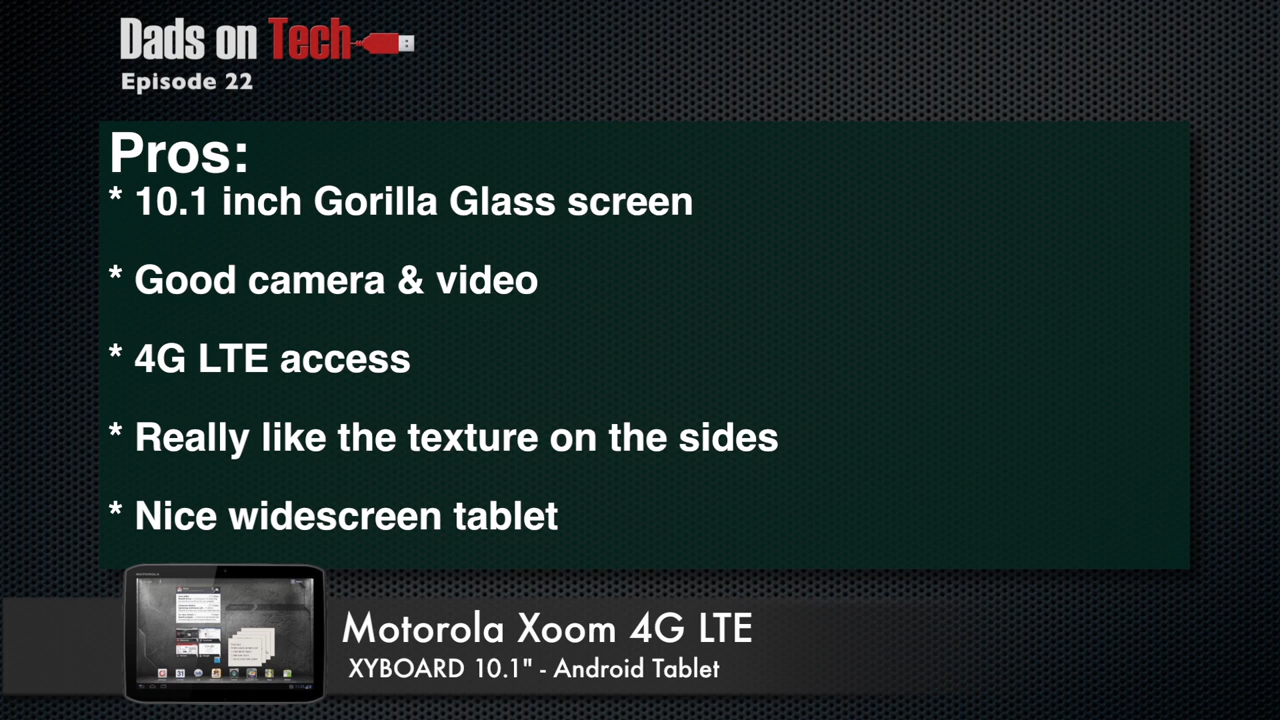 Dads on Tech
Episode 22
Pros:
* 10.1 inch Gorilla Glass screen
* Good camera & video
* 4G LTE access
* Really like the texture on the sides
* Nice widescreen tablet
MOTOROLA
Motorola Xoom 4G LTE
XYBOARD 10.1" - Android Tablet